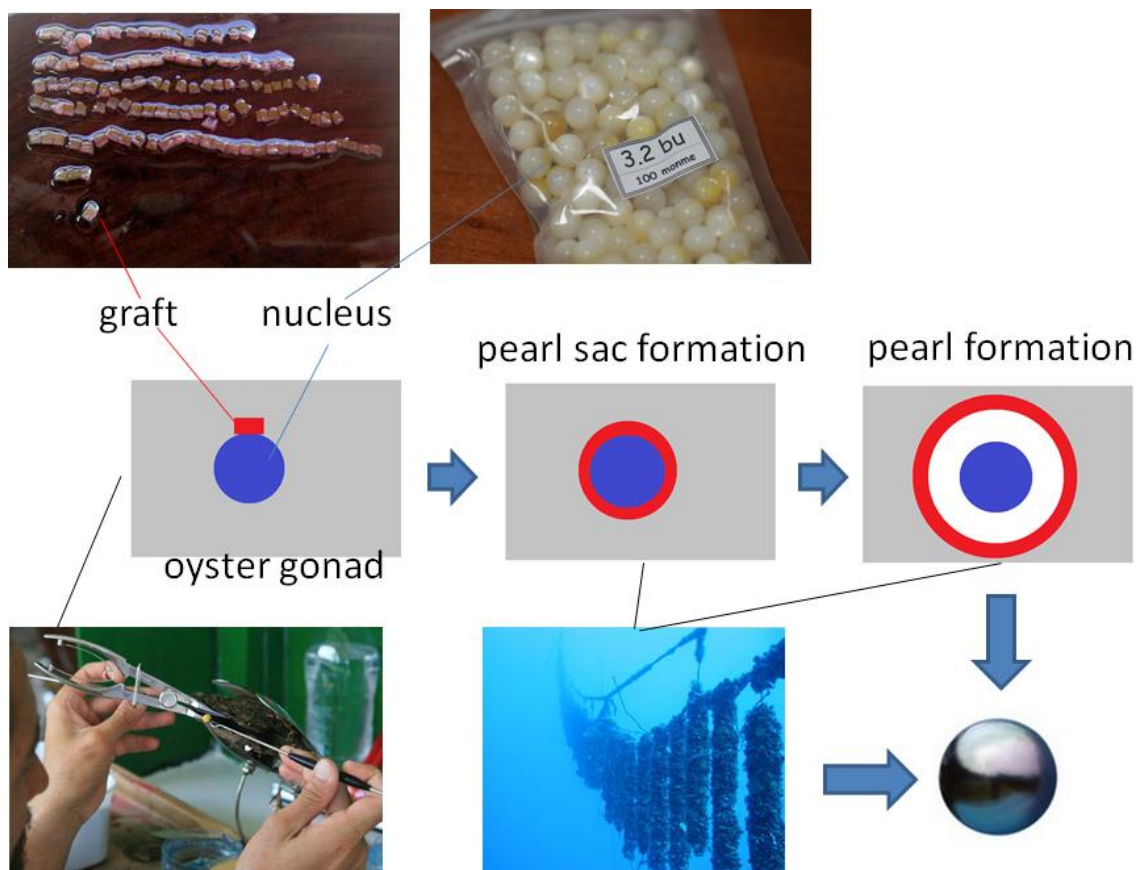 3.2 bu
100 monme
graft
nucleus
pearl sac formation
pearl formation
oyster gonad